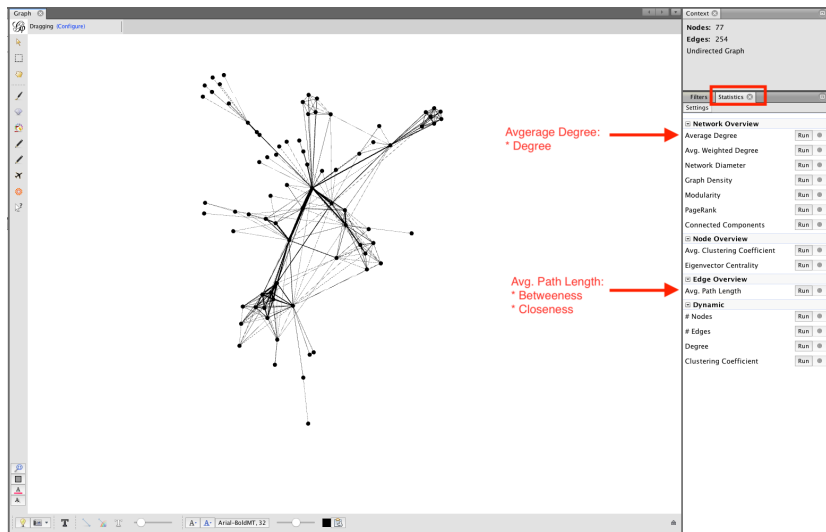 Graph
Context
Dragging (Configure)
Nodes: 77
Edges: 254
Undirected Graph
Filters
Statistics
Settings
Network Overview
Avgerage Degree:
* Degree
Average Degree Run
Avg. Weighted Degree Run
Network Diameter Run
Graph Density Run
Modularity Run
PageRank Run
Connected Components Run
Node Overview
Avg. Clustering Coefficient Run
Eigenvector Centrality Run
Edge Overview
Avg. Path Length:
* Betweeness
* Closeness
Avg. Path Length Run
Dynamic
# Nodes Run
# Edges Run
Degree Run
Clustering Coefficient Run
A
A
T
T
A-
A-
Arial-BoldMT, 32